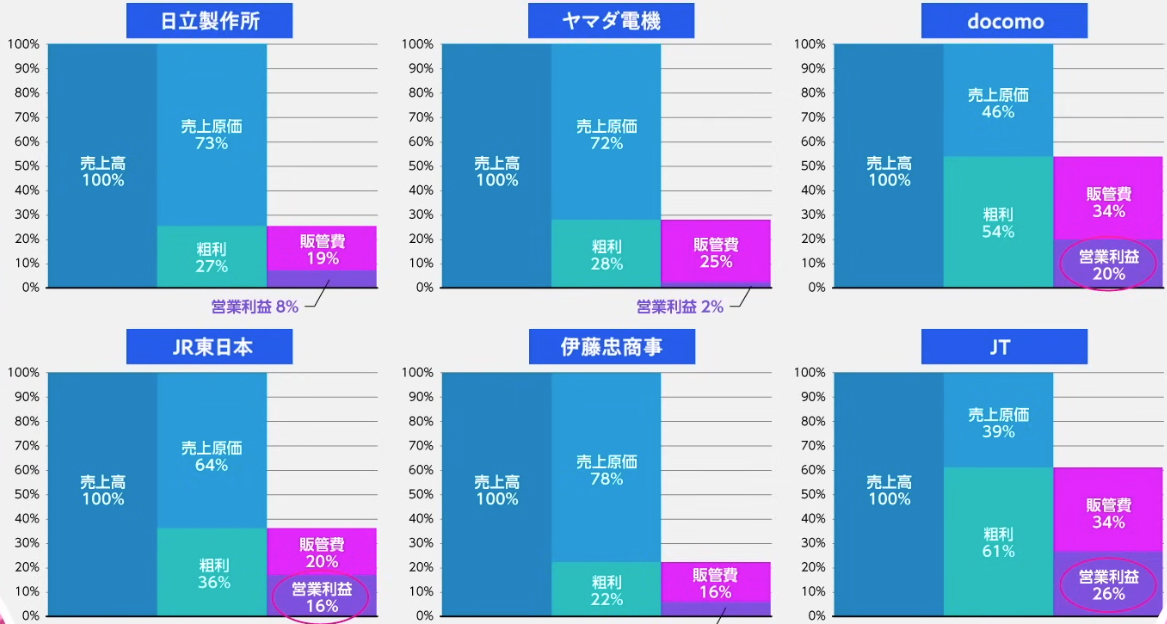 日立製作所
100%
90%
80%
70%
60%
50%
40%
30%
20%
10%
0%
売上高
100%
売上原価
73%
粗利
27%
販管費
19%
営業利益 8%
ヤマダ電機
100%
90%
80%
70%
60%
50%
40%
30%
20%
10%
0%
売上高
100%
売上原価
72%
粗利
28%
販管費
25%
営業利益 2%
docomo
100%
90%
80%
70%
60%
50%
40%
30%
20%
10%
0%
売上高
100%
売上原価
46%
粗利
54%
販管費
34%
営業利益
20%
JR東日本
100%
90%
80%
70%
60%
50%
40%
30%
20%
10%
0%
売上高
100%
売上原価
64%
粗利
36%
販管費
20%
営業利益
16%
伊藤忠商事
100%
90%
80%
70%
60%
50%
40%
30%
20%
10%
0%
売上高
100%
売上原価
78%
粗利
22%
販管費
16%
JT
100%
90%
80%
70%
60%
50%
40%
30%
20%
10%
0%
売上高
100%
売上原価
39%
粗利
61%
販管費
34%
営業利益
26%